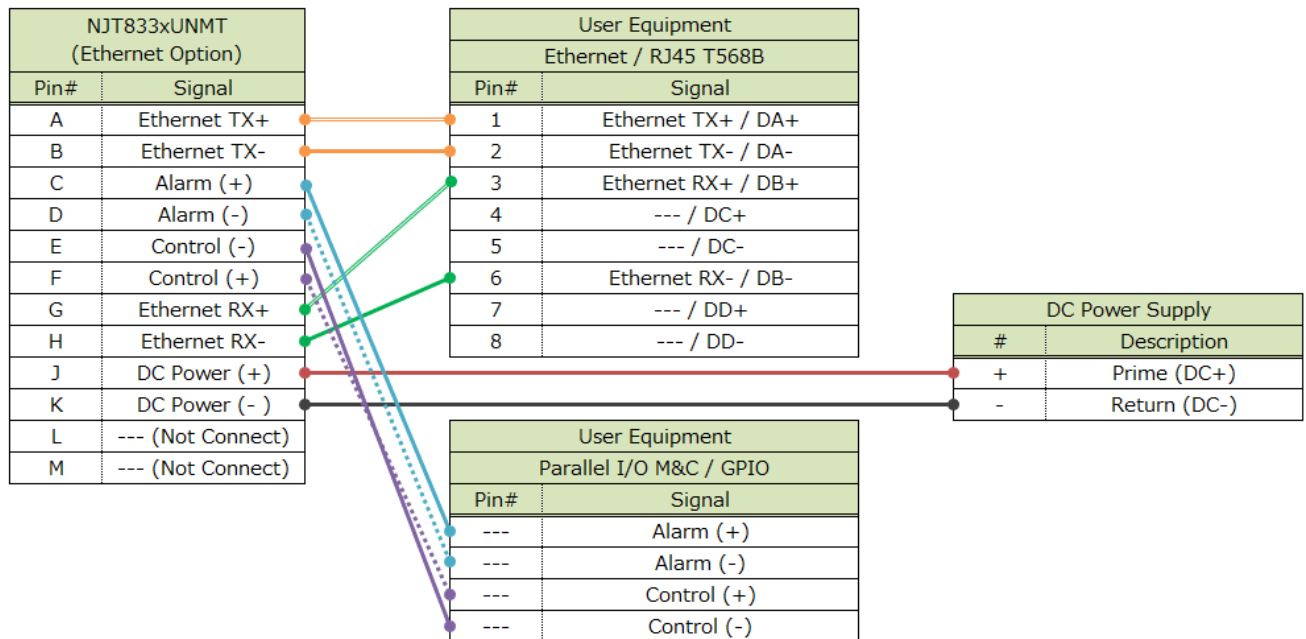 NJT833xUNMT
(Ethernet Option)
Pin# Signal
A Ethernet TX+
B Ethernet TX-
C Alarm (+)
D Alarm (-)
E Control (-)
F Control (+)
G Ethernet RX+
H Ethernet RX-
J DC Power (+)
K DC Power (- )
L --- (Not Connect)
M --- (Not Connect)
User Equipment
Ethernet / RJ45 T568B
Pin# Signal
1 Ethernet TX+ / DA+
2 Ethernet TX- / DA-
3 Ethernet RX+ / DB+
4 --- / DC+
5 --- / DC-
6 Ethernet RX- / DB-
7 --- / DD+
8 --- / DD-
DC Power Supply
# Description
+ Prime (DC+)
- Return (DC-)
User Equipment
Parallel I/O M&C / GPIO
Pin# Signal
--- Alarm (+)
--- Alarm (-)
--- Control (+)
--- Control (-)